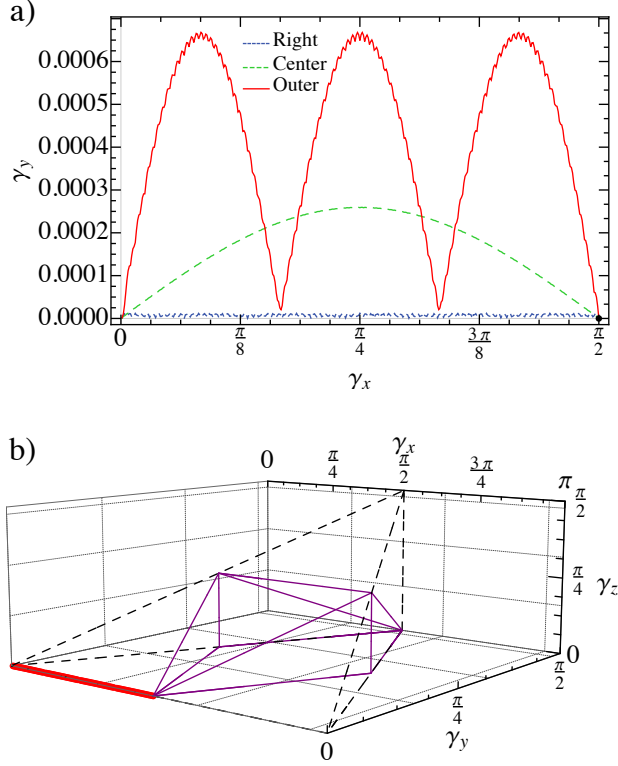 a)
0.0006
0.0005
0.0004
0.0003
0.0002
0.0001
0.0000
γy
Right
Center
Outer
0
π/8
π/4
3π/8
π/2
γx
b)
γx
0
π/4
π/2
3π/4
π
π/2
π/4
γz
0
π/2
π/4
γy
0